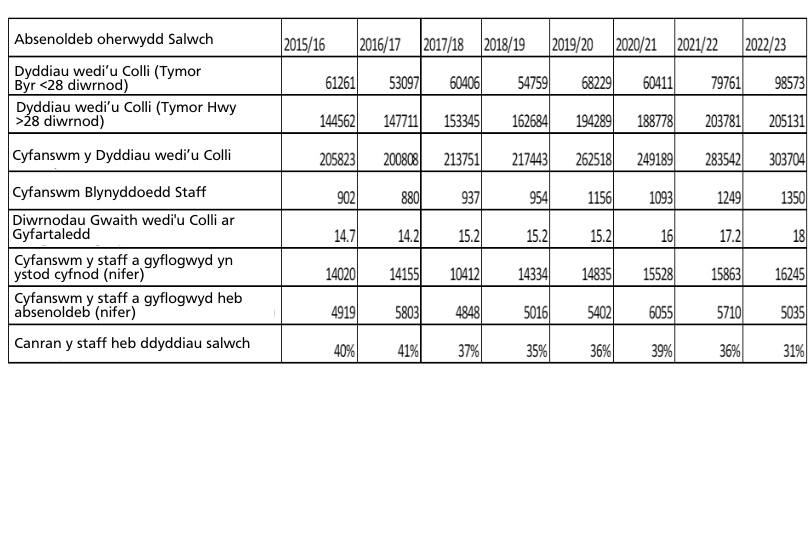 Absenoldeb oherwydd Salwch 2015/16 2016/17 2017/18 2018/19 2019/20 2020/21 2021/22 2022/23
Dyddiau wedi’u Colli (Tymor
Byr <28 diwrnod) 61261 53097 60406 54759 68229 60411 79761 98573
Dyddiau wedi’u Colli (Tymor Hwy
>28 diwrnod) 144562 147711 153345 162684 194289 188778 203781 205131
Cyfanswm y Dyddiau wedi’u Colli 205823 200808 213751 217443 262518 249189 283542 303704
Cyfanswm Blynyddoedd Staff 902 880 937 954 1156 1093 1249 1350
Diwrnodau Gwaith wedi'u Colli ar
Gyfartaledd 14.7 14.2 15.2 15.2 15.2 16 17.2 18
Cyfanswm y staff a gyflogwyd yn
ystod cyfnod (nifer) 14020 14155 10412 14334 14835 15528 15863 16245
Cyfanswm y staff a gyflogwyd heb
absenoldeb (nifer) 4919 5803 4848 5016 5402 6055 5710 5035
Canran y staff heb ddyddiau salwch 40% 41% 37% 35% 36% 39% 36% 31%